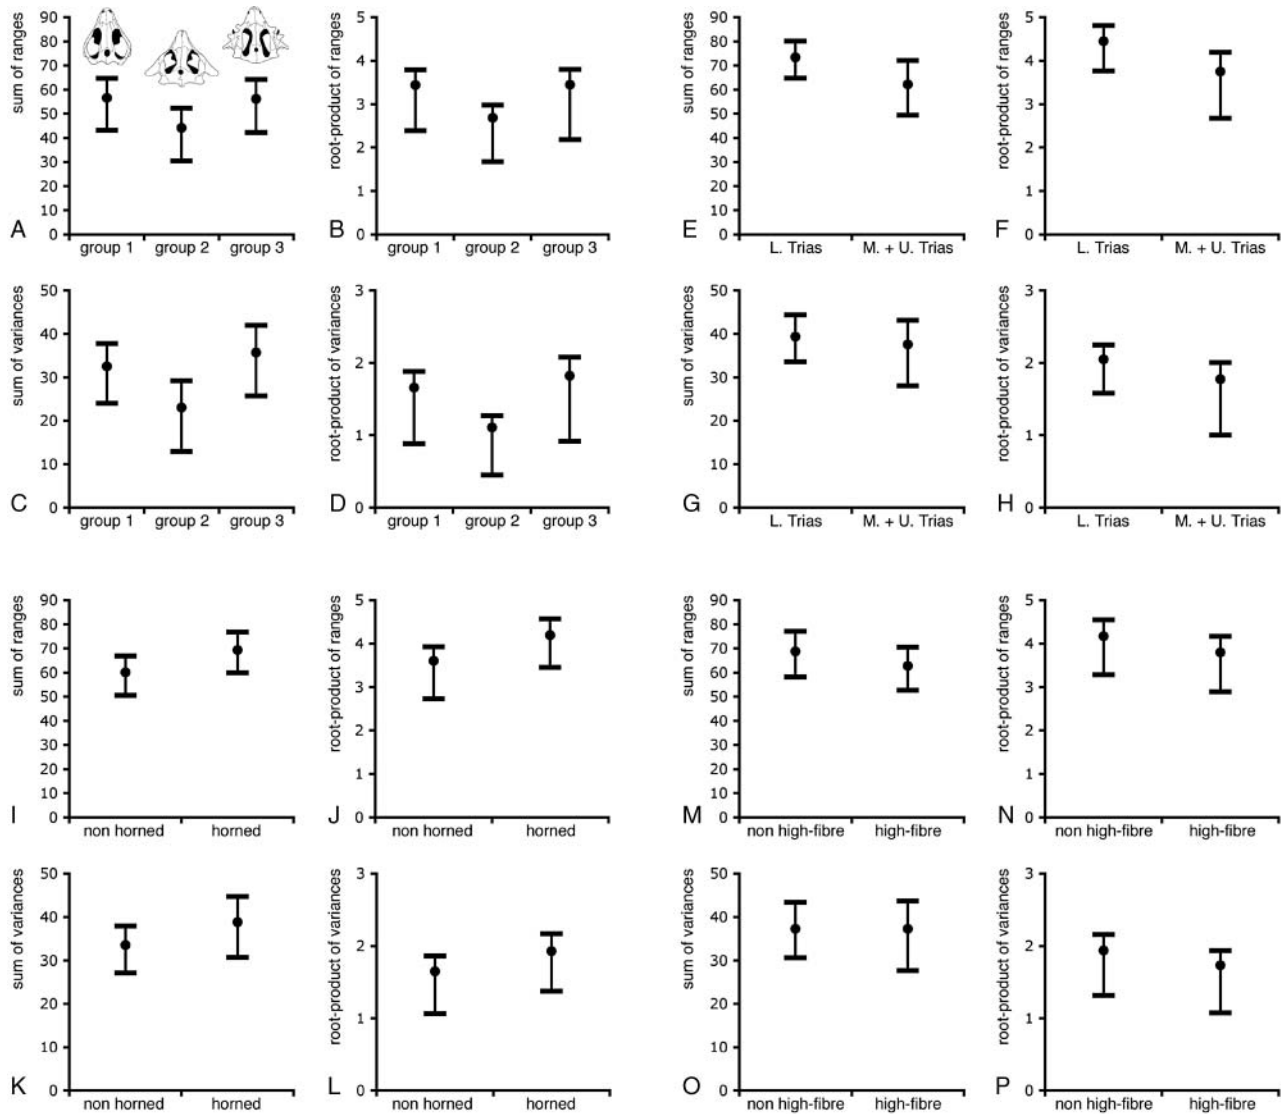 sum of ranges
90
80
70
60
50
40
30
20
10
0
A
group 1 group 2 group 3
root-product of ranges
5
4
3
2
1
0
B
group 1 group 2 group 3
sum of ranges
90
80
70
60
50
40
30
20
10
0
E
L. Trias M. + U. Trias
root-product of ranges
5
4
3
2
1
0
F
L. Trias M. + U. Trias
sum of variances
50
40
30
20
10
0
C
group 1 group 2 group 3
root-product of variances
3
2
1
0
D
group 1 group 2 group 3
sum of variances
50
40
30
20
10
0
G
L. Trias M. + U. Trias
root-product of variances
3
2
1
0
H
L. Trias M. + U. Trias
sum of ranges
90
80
70
60
50
40
30
20
10
0
I
non horned horned
root-product of ranges
5
4
3
2
1
0
J
non horned horned
sum of ranges
90
80
70
60
50
40
30
20
10
0
M
non high-fibre high-fibre
root-product of ranges
5
4
3
2
1
0
N
non high-fibre high-fibre
sum of variances
50
40
30
20
10
0
K
non horned horned
root-product of variances
3
2
1
0
L
non horned horned
sum of variances
50
40
30
20
10
0
O
non high-fibre high-fibre
root-product of variances
3
2
1
0
P
non high-fibre high-fibre